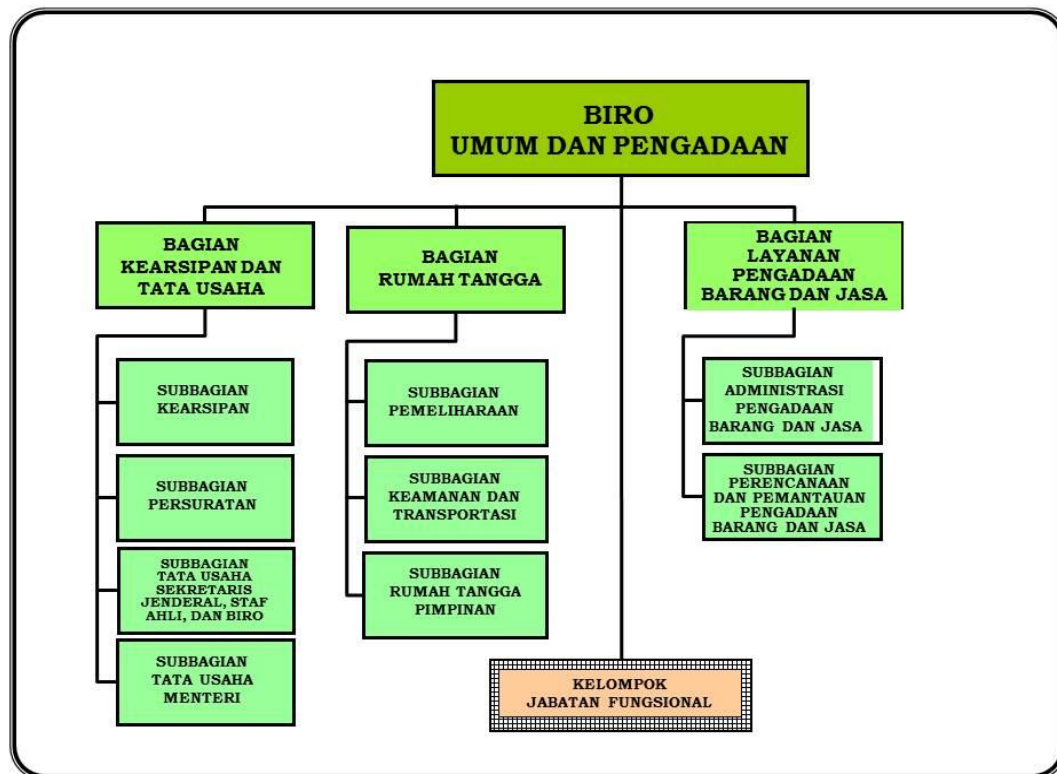 BIRO
UMUM DAN PENGADAAN
BAGIAN
KEARSIPAN DAN
TATA USAHA
SUBBAGIAN
KEARSIPAN
SUBBAGIAN
PERSURATAN
SUBBAGIAN
TATA USAHA
SEKRETARIS
JENDERAL, STAF
AHLI, DAN BIRO
SUBBAGIAN
TATA USAHA
MENTERI
BAGIAN
RUMAH TANGGA
SUBBAGIAN
PEMELIHARAAN
SUBBAGIAN
KEAMANAN DAN
TRANSPORTASI
SUBBAGIAN
RUMAH TANGGA
PIMPINAN
BAGIAN
LAYANAN
PENGADAAN
BARANG DAN JASA
SUBBAGIAN
ADMINISTRASI
PENGADAAN
BARANG DAN JASA
SUBBAGIAN
PERENCANAAN
DAN PEMANTAUAN
PENGADAAN
BARANG DAN JASA
KELOMPOK
JABATAN FUNGSIONAL